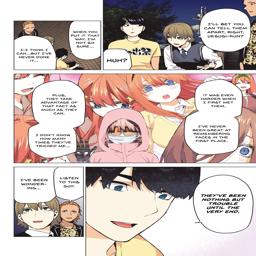 I'LL BET YOU
CAN TELL THEM
APART, RIGHT,
UESUGI-KUN?
WHEN YOU
PUT IT THAT
WAY, I'M
NOT SO
SURE...
I-I THINK I
CAN...BUT I'VE
NEVER DONE
IT...
HUH?
IT WAS EVEN
HARDER WHEN
I FIRST MET
THEM.
I'VE NEVER
BEEN GREAT AT
REMEMBERING
FACES IN THE
FIRST PLACE.
PLUS,
THEY TAKE
ADVANTAGE OF
THAT FACT AS
MUCH AS
THEY CAN.
I DON'T KNOW
HOW MANY
TIMES THEY'VE
TRICKED ME...
LISTEN TO
THIS GUY.
I'VE BEEN
WONDER-
ING...
THEY'VE BEEN
NOTHING BUT
TROUBLE
UNTIL THE
VERY END.